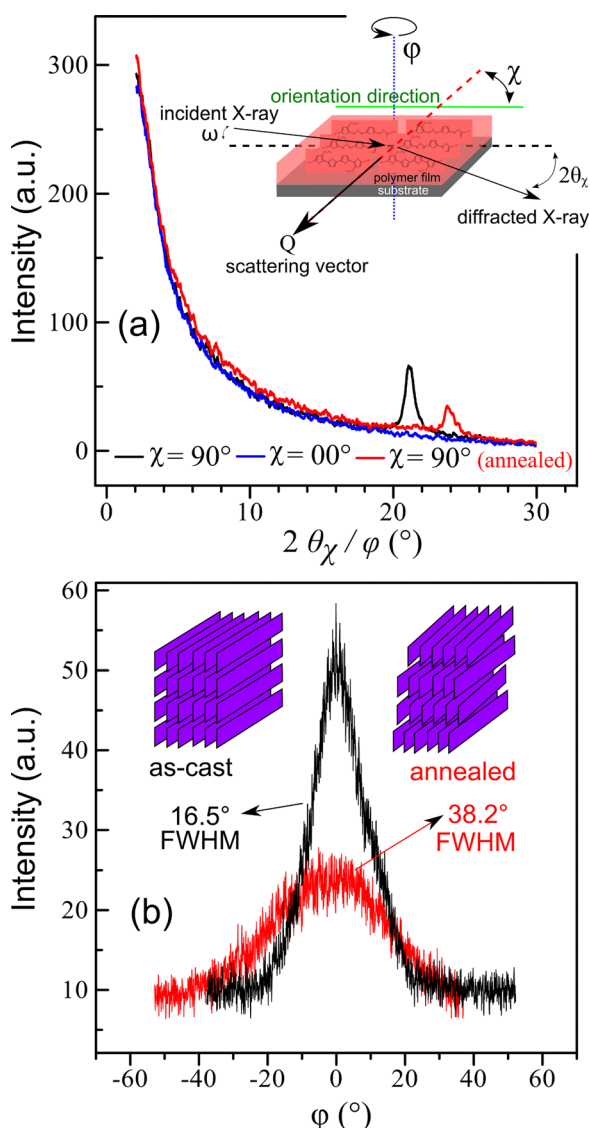 φ
χ
orientation direction
incident X-ray
ω
polymer film
substrate
2θχ
diffracted X-ray
Q
scattering vector
Intensity (a.u.)
300
200
100
0
(a)
χ = 90° χ = 00° χ = 90° (annealed)
0 10 20 30
2 θχ / φ (°)
Intensity (a.u.)
60
50
40
30
20
10
as-cast
annealed
16.5°
FWHM
38.2°
FWHM
(b)
-60 -40 -20 0 20 40 60
φ (°)